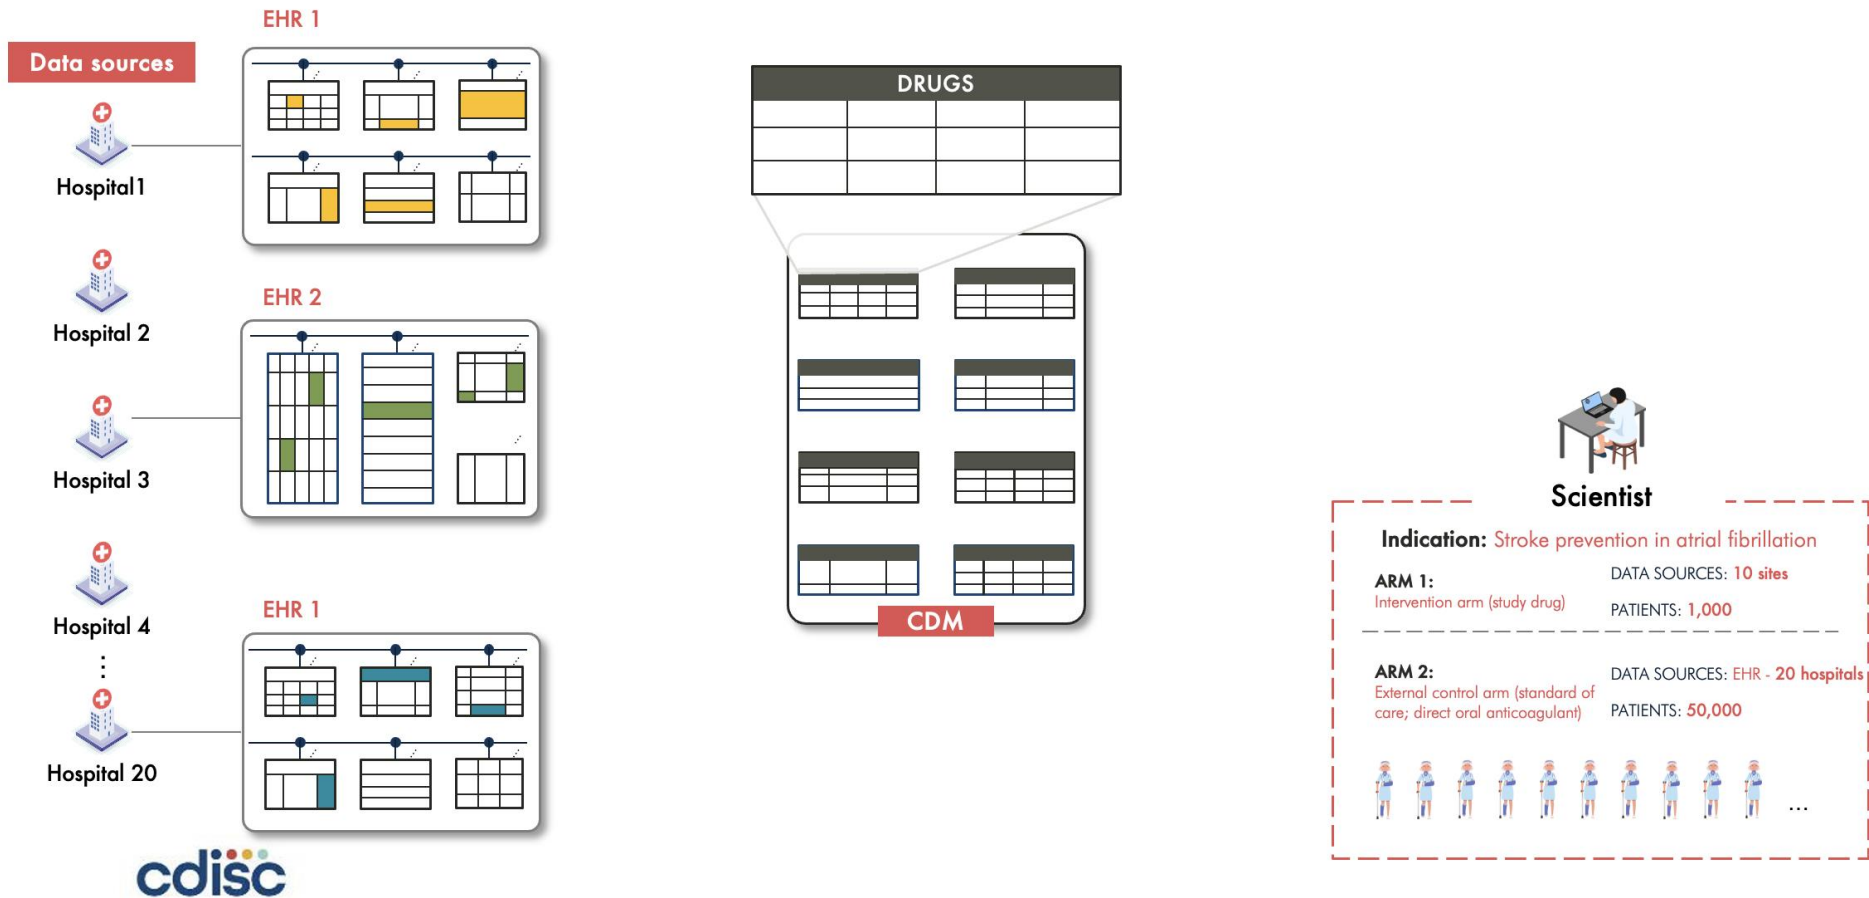 Data sources
Hospital1
Hospital 2
Hospital 3
Hospital 4
Hospital 20
EHR 1
EHR 2
EHR 1
cdisc
DRUGS
CDM
Scientist
Indication: Stroke prevention in atrial fibrillation
ARM 1:
Intervention arm (study drug)
DATA SOURCES: 10 sites
PATIENTS: 1,000
ARM 2:
External control arm (standard of
care; direct oral anticoagulant)
DATA SOURCES: EHR - 20 hospitals
PATIENTS: 50,000
...